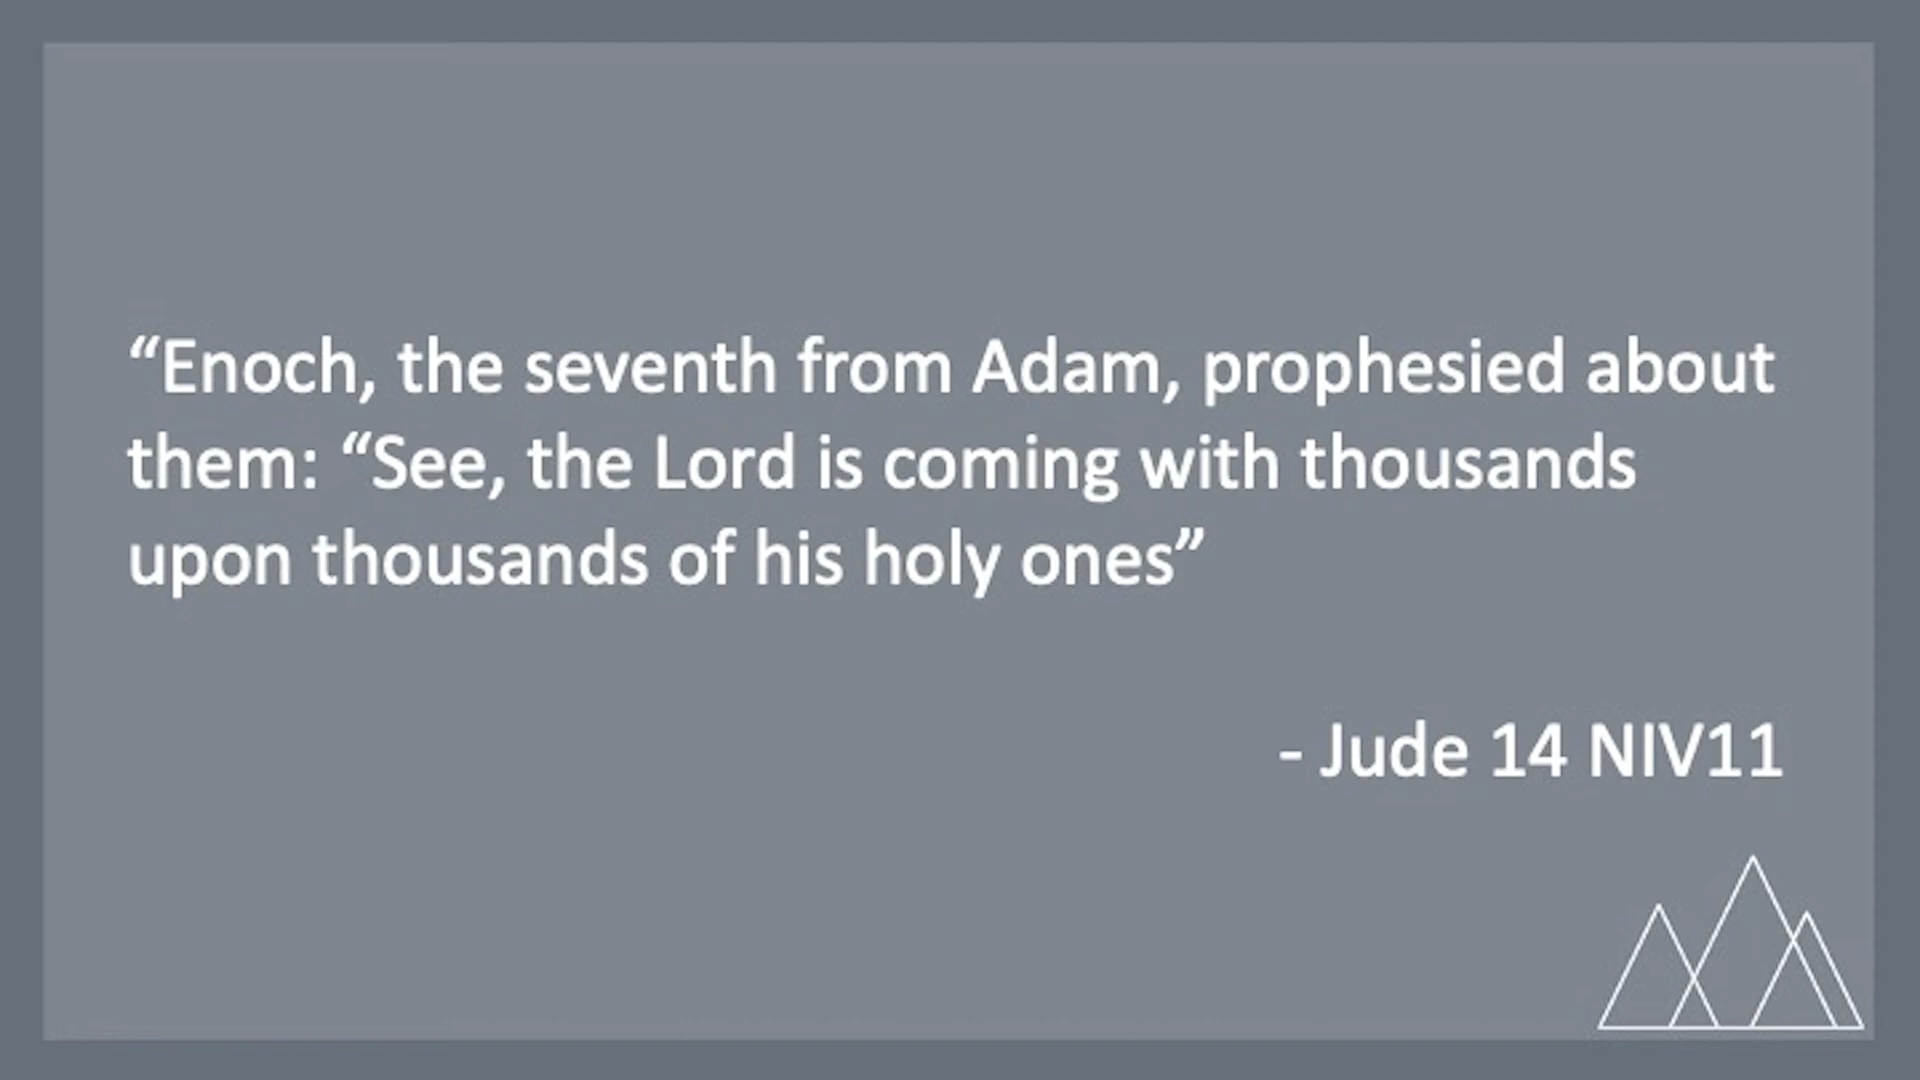 “Enoch, the seventh from Adam, prophesied about
them: “See, the Lord is coming with thousands
upon thousands of his holy ones”
- Jude 14 NIV11